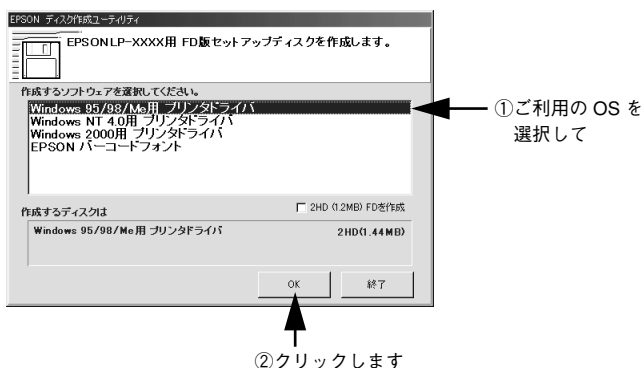 EPSON ディスク作成ユーティリティ
EPSONLP-XXXX用 FD版セットアップディスクを作成します。
作成するソフトウェアを選択してください。
Windows 95/98/Me用 プリンタドライバ
Windows NT 4.0用 プリンタドライバ
Windows 2000用 プリンタドライバ
EPSON バーコードフォント
①ご利用の OS を
選択して
作成するディスクは
2HD (1.2MB) FDを作成
Windows 95/98/Me用 プリンタドライバ
2HD(1.44MB)
OK
終了
②クリックします